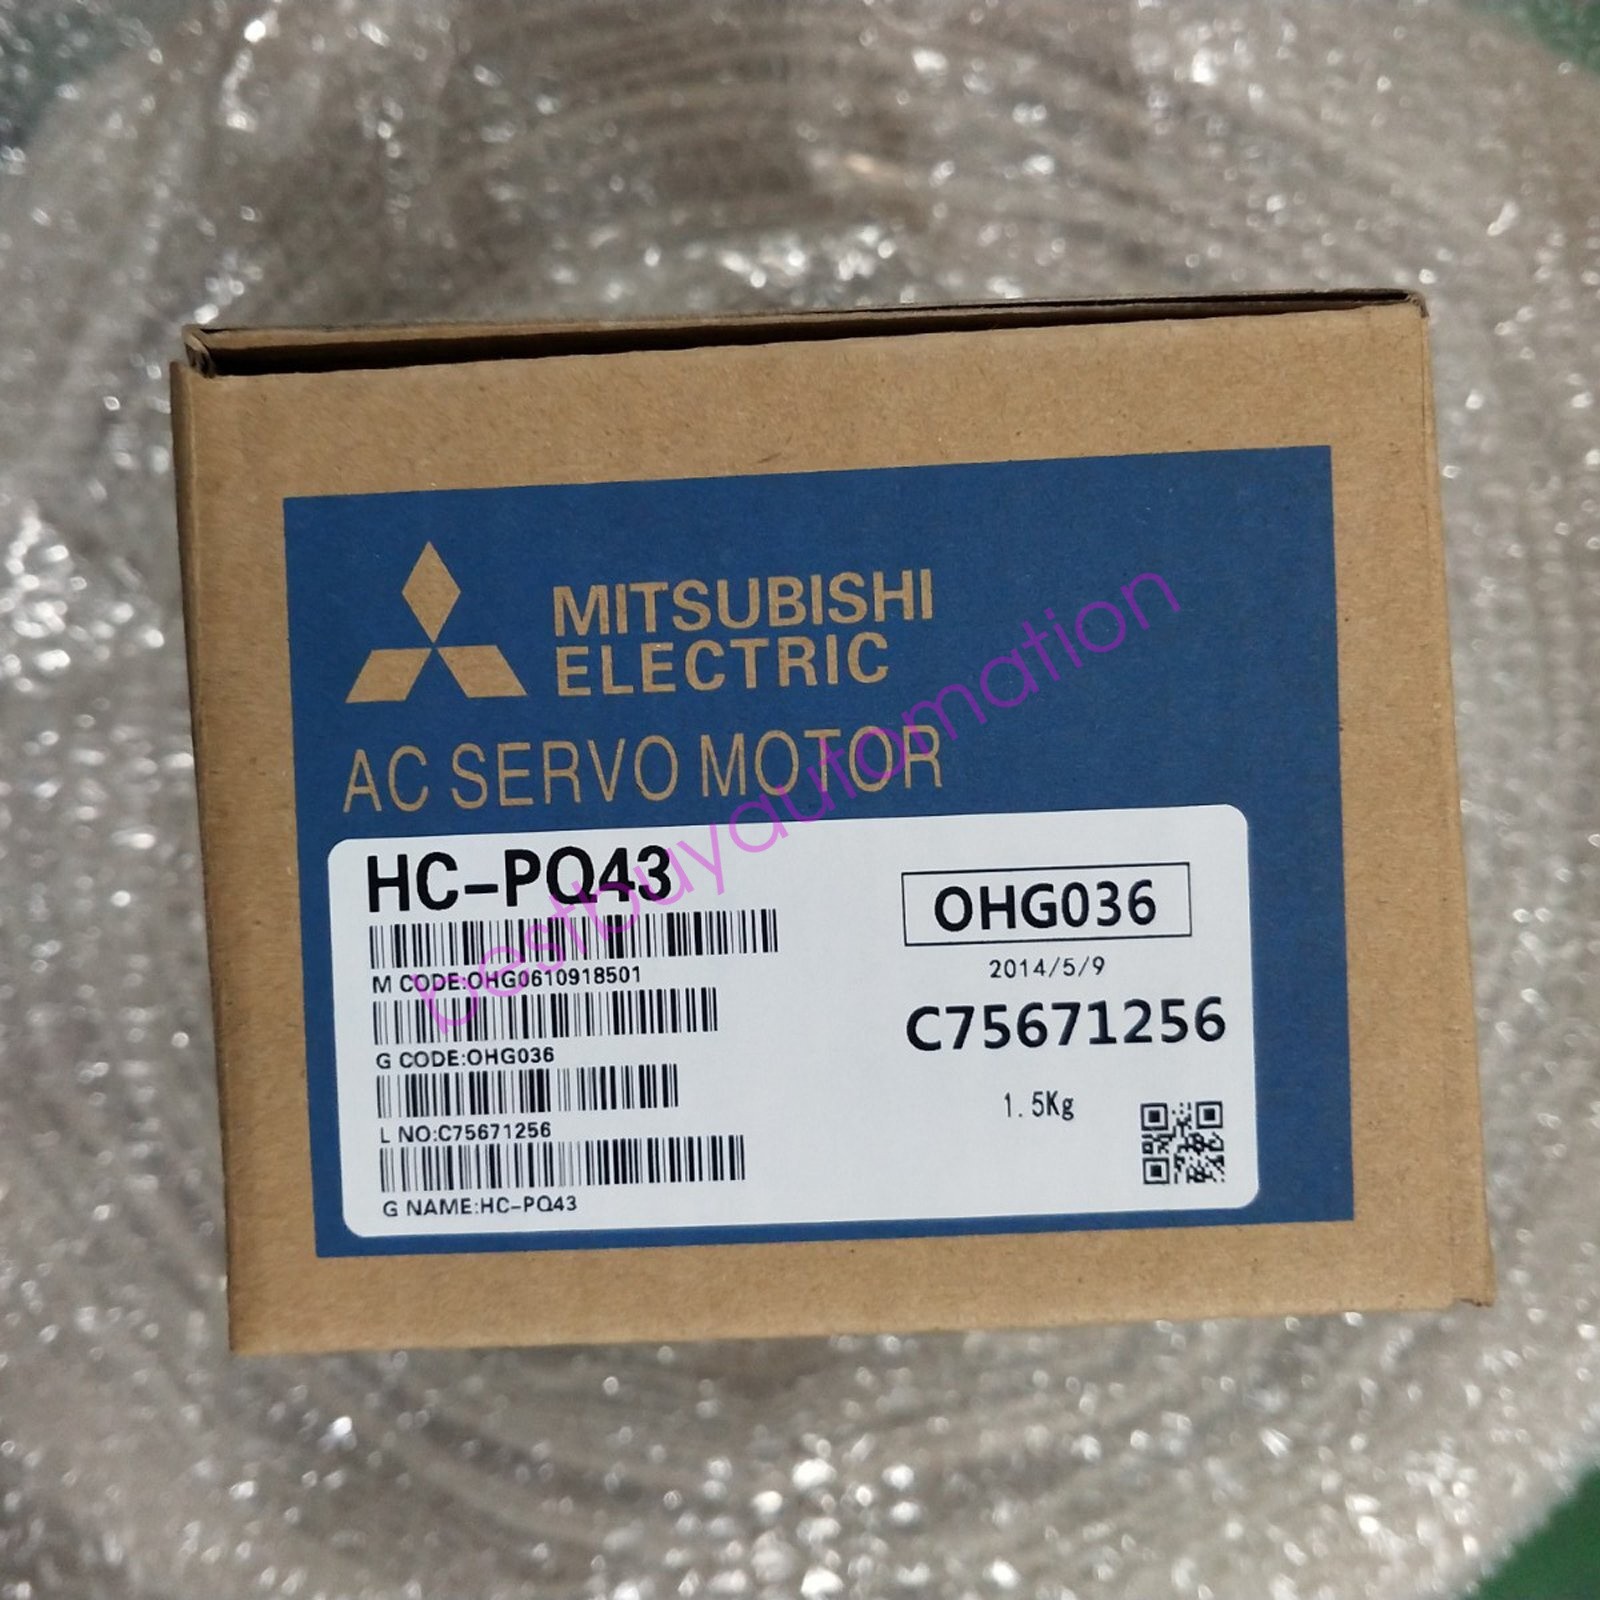 MITSUBISHI
ELECTRIC
AC SERVO MOTOR
HC-PQ43
M CODE:OHG0610918501
G CODE:OHG036
L NO:C75671256
G NAME:HC-PQ43
OHG036
2014/5/9
C75671256
1.5Kg
bestbuyautomation